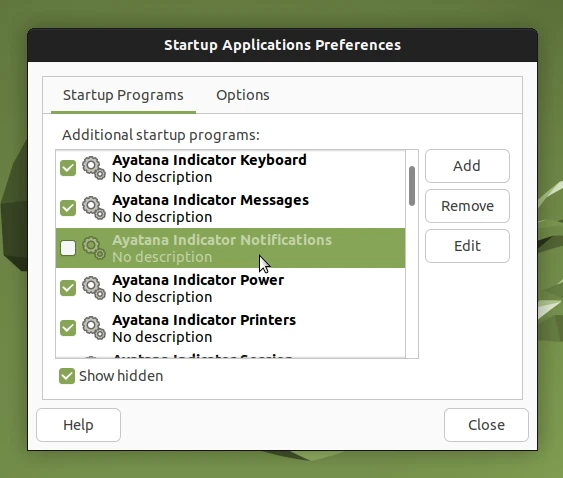 Startup Applications Preferences
Startup Programs Options
Additional startup programs:
Ayatana Indicator Keyboard
No description
Add
Ayatana Indicator Messages
No description
Remove
Ayatana Indicator Notifications
No description
Edit
Ayatana Indicator Power
No description
Ayatana Indicator Printers
No description
Show hidden
Help
Close